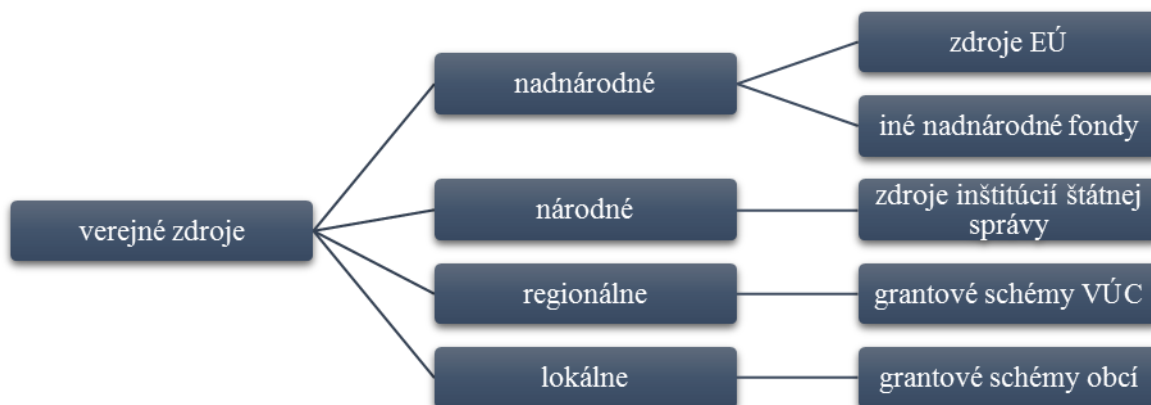 verejné zdroje
nadnárodné
zdroje EÚ
iné nadnárodné fondy
národné
zdroje inštitúcií štátnej
správy
regionálne
grantové schémy VÚC
lokálne
grantové schémy obcí